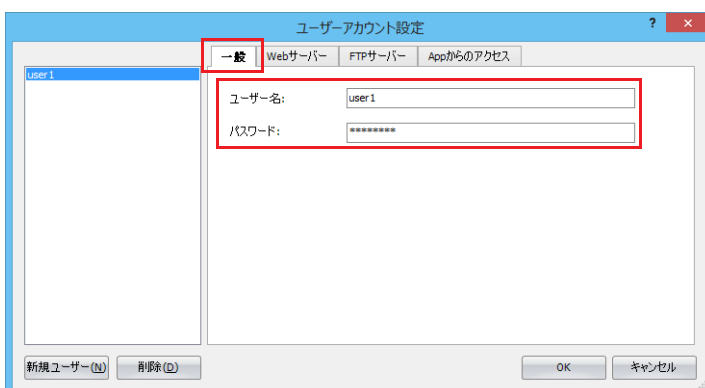 ユーザーアカウント設定
? ×
一般 Webサーバー FTPサーバー Appからのアクセス
user1
ユーザー名: user1
パスワード: ********
新規ユーザー(N) 削除(D) OK キャンセル